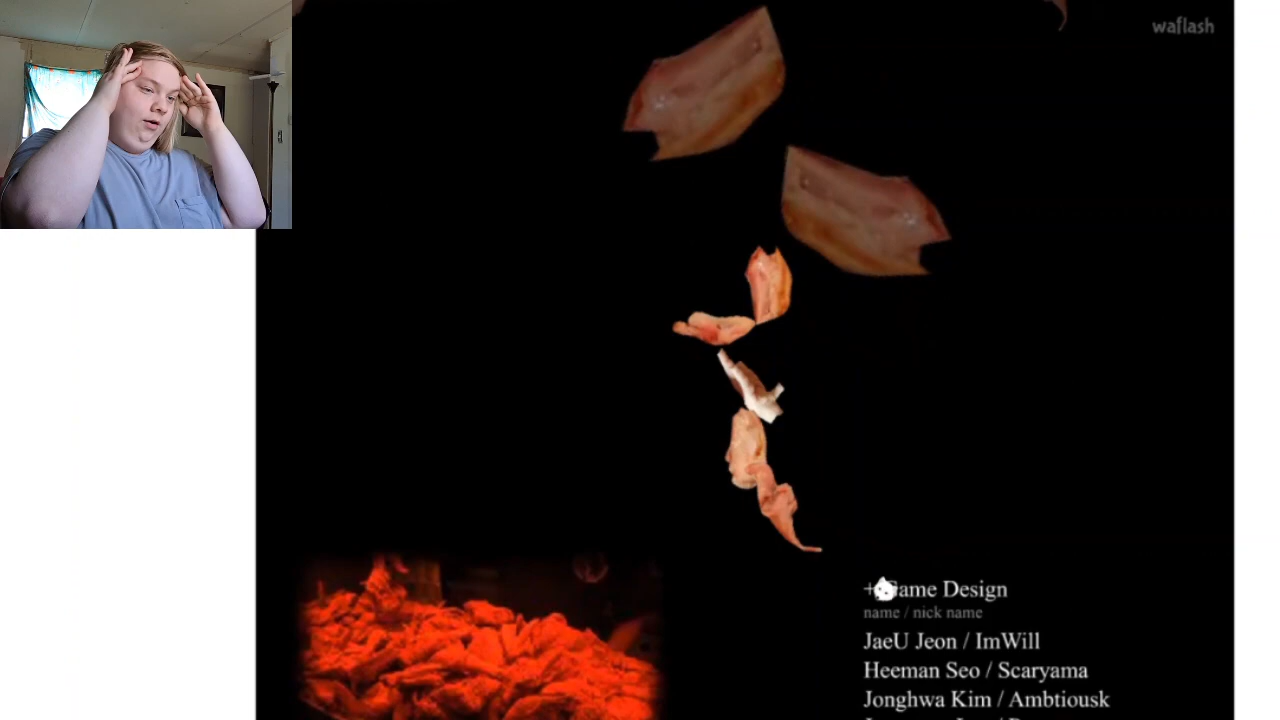 waflash
+Game Design
name / nick name
JaeU Jeon / ImWill
Heeman Seo / Scaryama
Jonghwa Kim / Ambtiousk